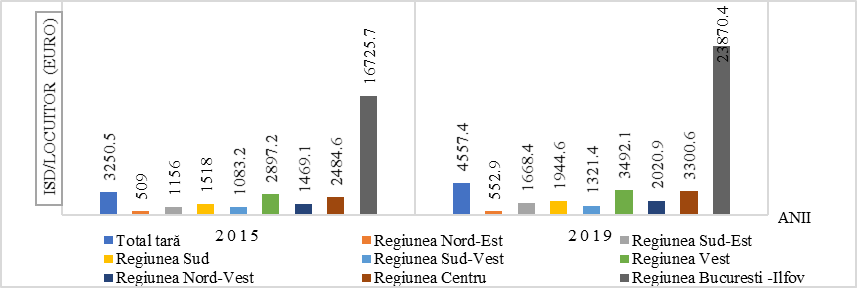 ISD/LOCUITOR (EURO)
3250.5
509
1156
1518
1083.2
2897.2
1469.1
2484.6
16725.7
4557.4
552.9
1668.4
1944.6
1321.4
3492.1
2020.9
3300.6
23870.4
2015
2019
ANII
Total tară
Regiunea Nord-Est
Regiunea Sud-Est
Regiunea Sud
Regiunea Sud-Vest
Regiunea Vest
Regiunea Nord-Vest
Regiunea Centru
Regiunea Bucuresti -Ilfov